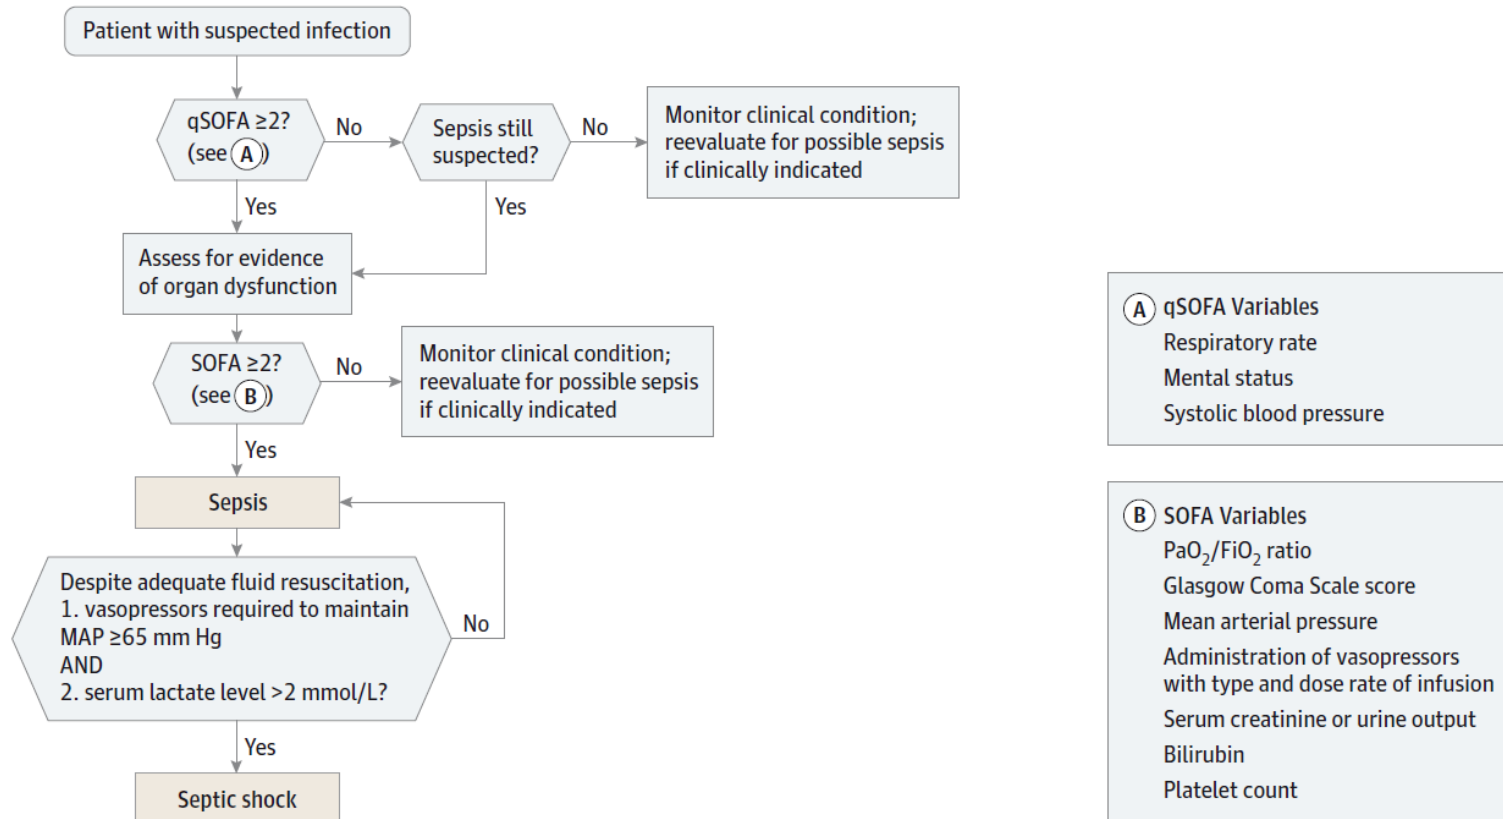 Patient with suspected infection
qSOFA ≥2?
(see A)
No
Sepsis still
suspected?
No
Monitor clinical condition;
reevaluate for possible sepsis
if clinically indicated
Yes
Yes
Assess for evidence
of organ dysfunction
SOFA ≥2?
(see B)
No
Monitor clinical condition;
reevaluate for possible sepsis
if clinically indicated
Yes
Sepsis
Despite adequate fluid resuscitation,
1. vasopressors required to maintain
MAP ≥65 mm Hg
AND
2. serum lactate level >2 mmol/L?
No
Yes
Septic shock
A qSOFA Variables
Respiratory rate
Mental status
Systolic blood pressure
B SOFA Variables
PaO₂/FiO₂ ratio
Glasgow Coma Scale score
Mean arterial pressure
Administration of vasopressors
with type and dose rate of infusion
Serum creatinine or urine output
Bilirubin
Platelet count